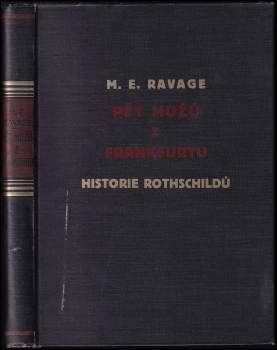 M. E. RAVAGE
PĚT MUŽŮ
Z
FRANKFURTU
HISTORIE ROTHSCHILDŮ